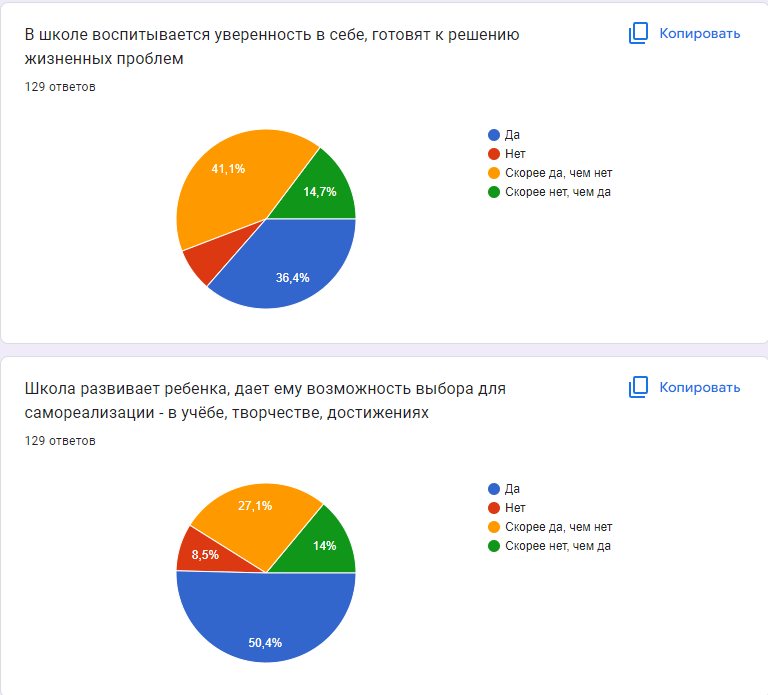 В школе воспитывается уверенность в себе, готовят к решению
жизненных проблем
Копировать
129 ответов
Да
Нет
Скорее да, чем нет
Скорее нет, чем да
41,1%
14,7%
36,4%
Школа развивает ребенка, дает ему возможность выбора для
самореализации - в учёбе, творчестве, достижениях
Копировать
129 ответов
Да
Нет
Скорее да, чем нет
Скорее нет, чем да
27,1%
14%
8,5%
50,4%